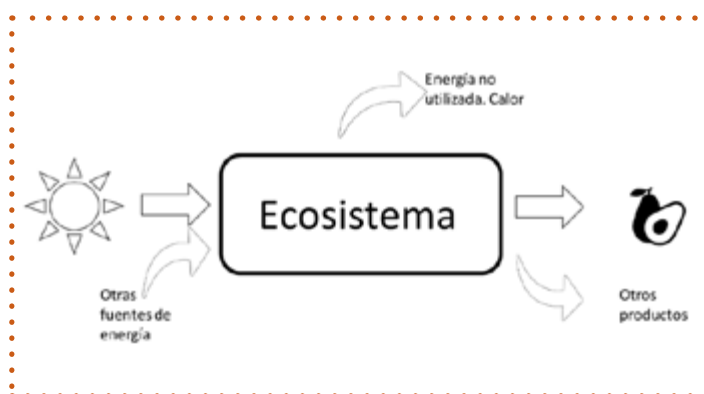 Energía no
utilizada. Calor
Ecosistema
Otras
fuentes de
energía
Otros
productos